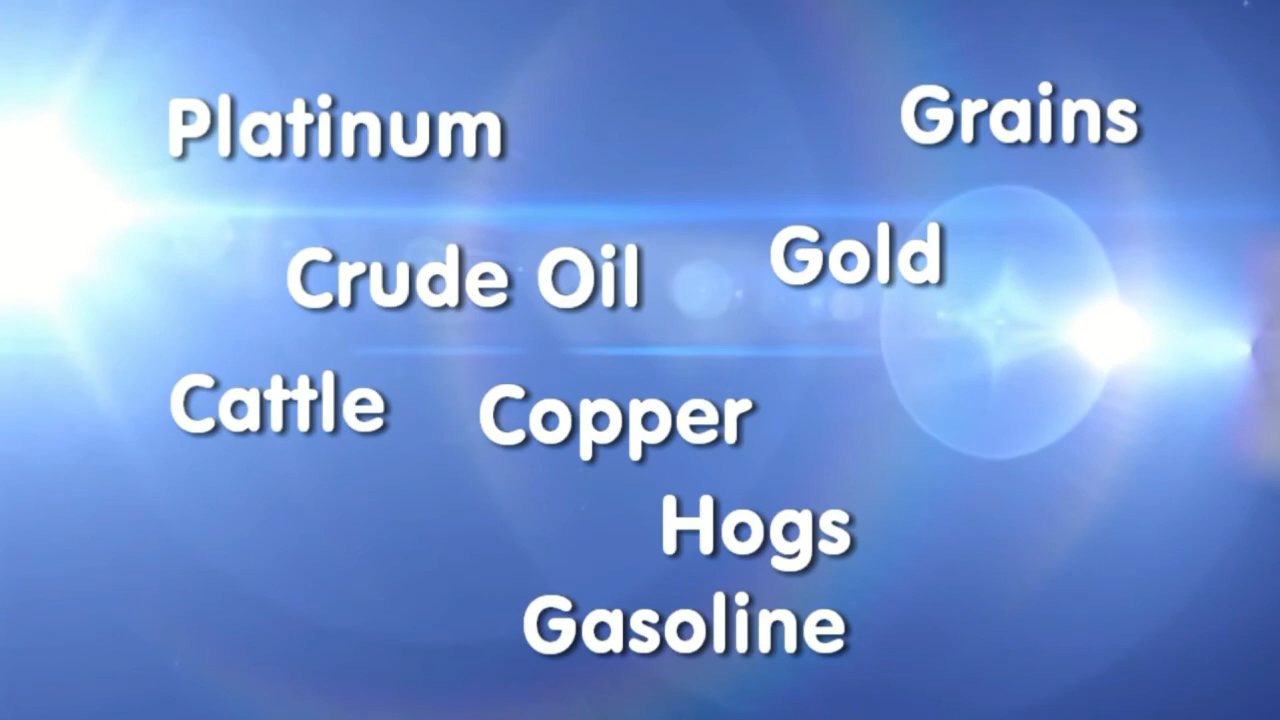 Platinum
Grains
Crude Oil
Gold
Cattle
Copper
Hogs
Gasoline